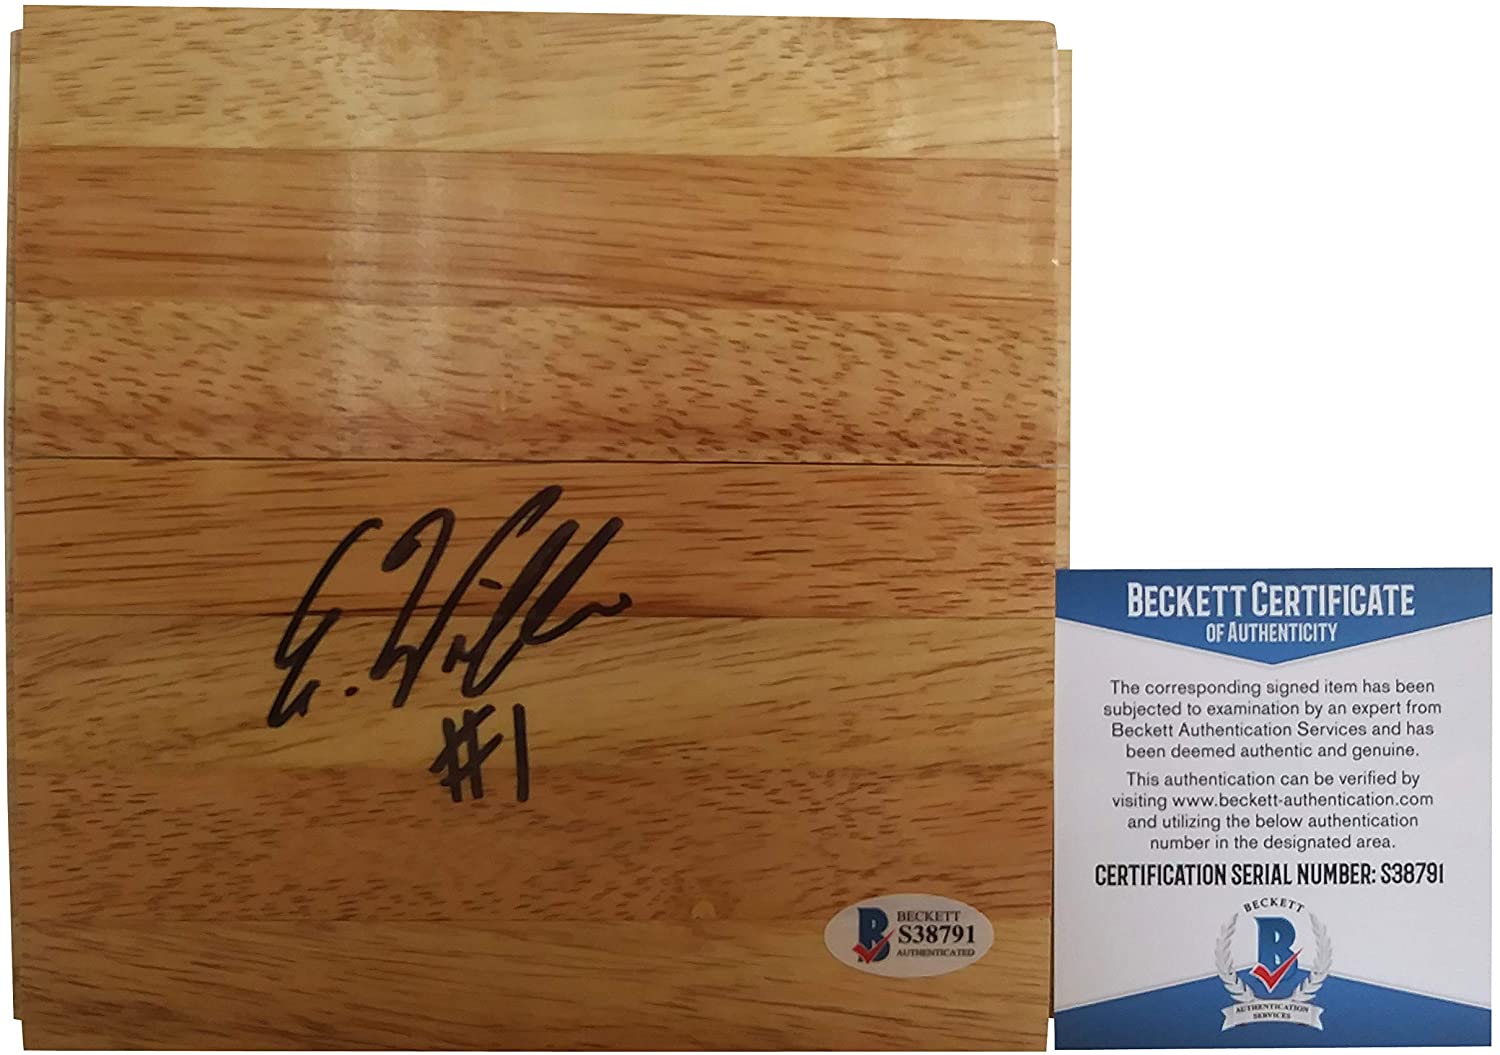 #1
BECKETT
S38791
AUTHENTICATED
BECKETT CERTIFICATE
OF AUTHENTICITY
The corresponding signed item has been
subjected to examination by an expert from
Beckett Authentication Services and has
been deemed authentic and genuine.
This authentication can be verified by
visiting www.beckett-authentication.com
and utilizing the below authentication
number in the designated area.
CERTIFICATION SERIAL NUMBER: S38791
BECKETT
B
AUTHENTICATION
SERVICES